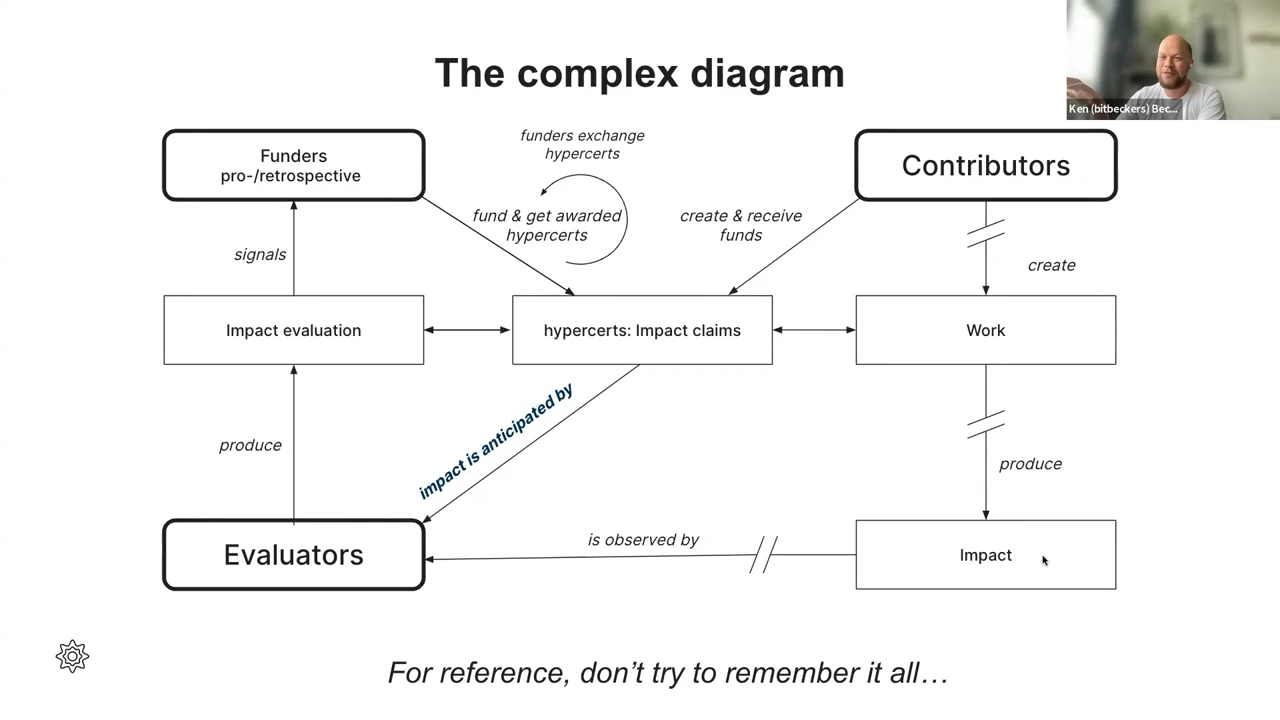 The complex diagram
Ken (bitbeckers) Bec...
Funders
pro-/retrospective
funders exchange
hypercerts
Contributors
fund & get awarded
hypercerts
create & receive
funds
signals
create
Impact evaluation
hypercerts: Impact claims
Work
impact is anticipated by
produce
produce
Evaluators
is observed by
Impact
For reference, don’t try to remember it all…